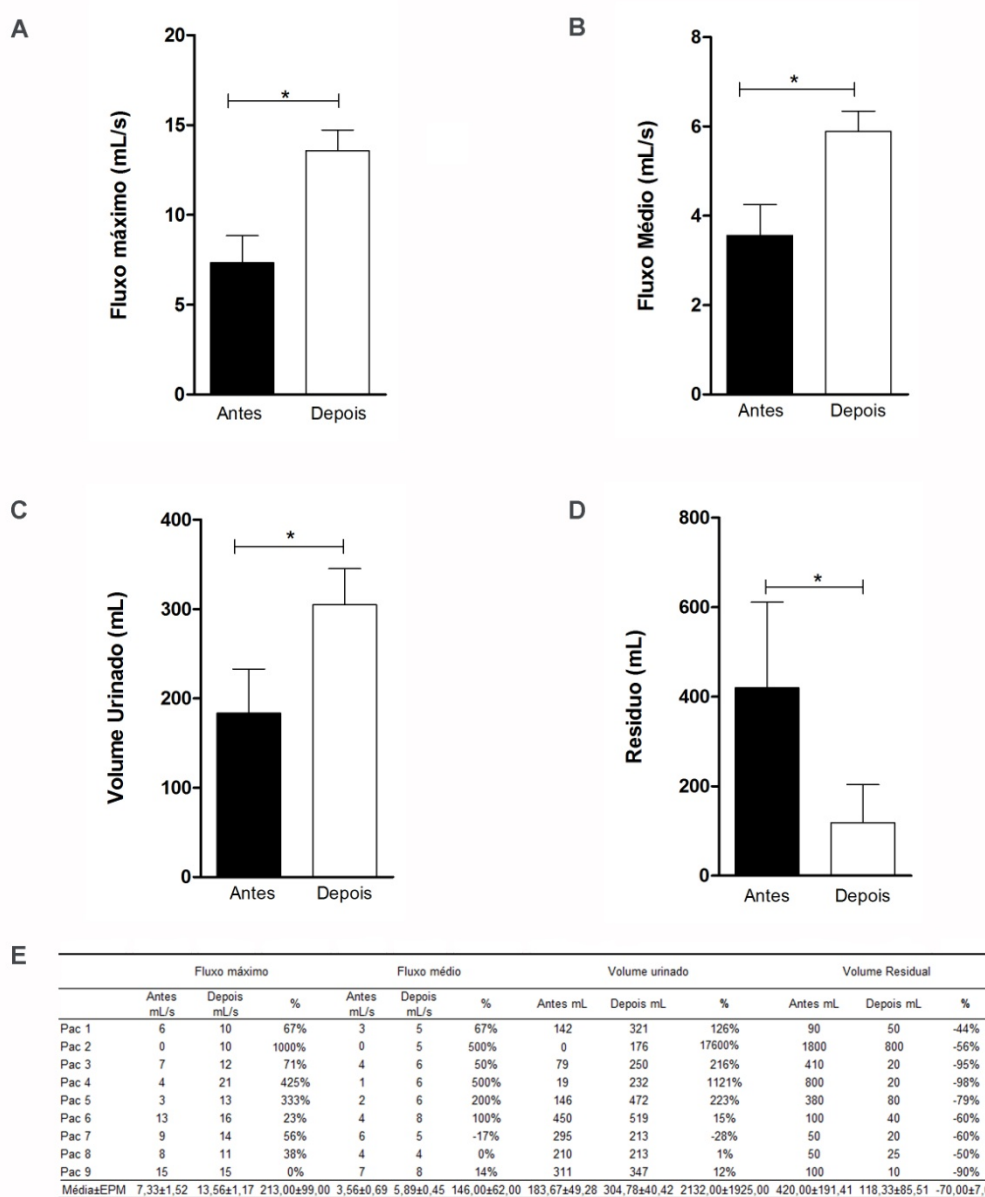 A
20
15
10
5
0
Fluxo máximo (mL/s)
*
Antes Depois
B
8
6
4
2
0
Fluxo Médio (mL/s)
*
Antes Depois
C
400
300
200
100
0
Volume Urinado (mL)
*
Antes Depois
D
800
600
400
200
0
Residuo (mL)
*
Antes Depois
E
Fluxo máximo Fluxo médio Volume urinado Volume Residual
Antes mL/s Depois mL/s % Antes mL/s Depois mL/s % Antes mL Depois mL % Antes mL Depois mL %
Pac 1 6 10 67% 3 5 67% 142 321 126% 90 50 -44%
Pac 2 0 10 1000% 0 5 500% 0 176 17600% 1800 800 -56%
Pac 3 7 12 71% 4 6 50% 79 250 216% 410 20 -95%
Pac 4 4 21 425% 1 6 500% 19 232 1121% 800 20 -98%
Pac 5 3 13 333% 2 6 200% 146 472 223% 380 80 -79%
Pac 6 13 16 23% 4 8 100% 450 519 15% 100 40 -60%
Pac 7 9 14 56% 6 5 -17% 295 213 -28% 50 20 -60%
Pac 8 8 11 38% 4 4 0% 210 213 1% 50 25 -50%
Pac 9 15 15 0% 7 8 14% 311 347 12% 100 10 -90%
Média±EPM 7,33±1,52 13,56±1,17 213,00±99,00 3,56±0,69 5,89±0,45 146,00±62,00 183,67±49,28 304,78±40,42 2132,00±1925,00 420,00±191,41 118,33±85,51